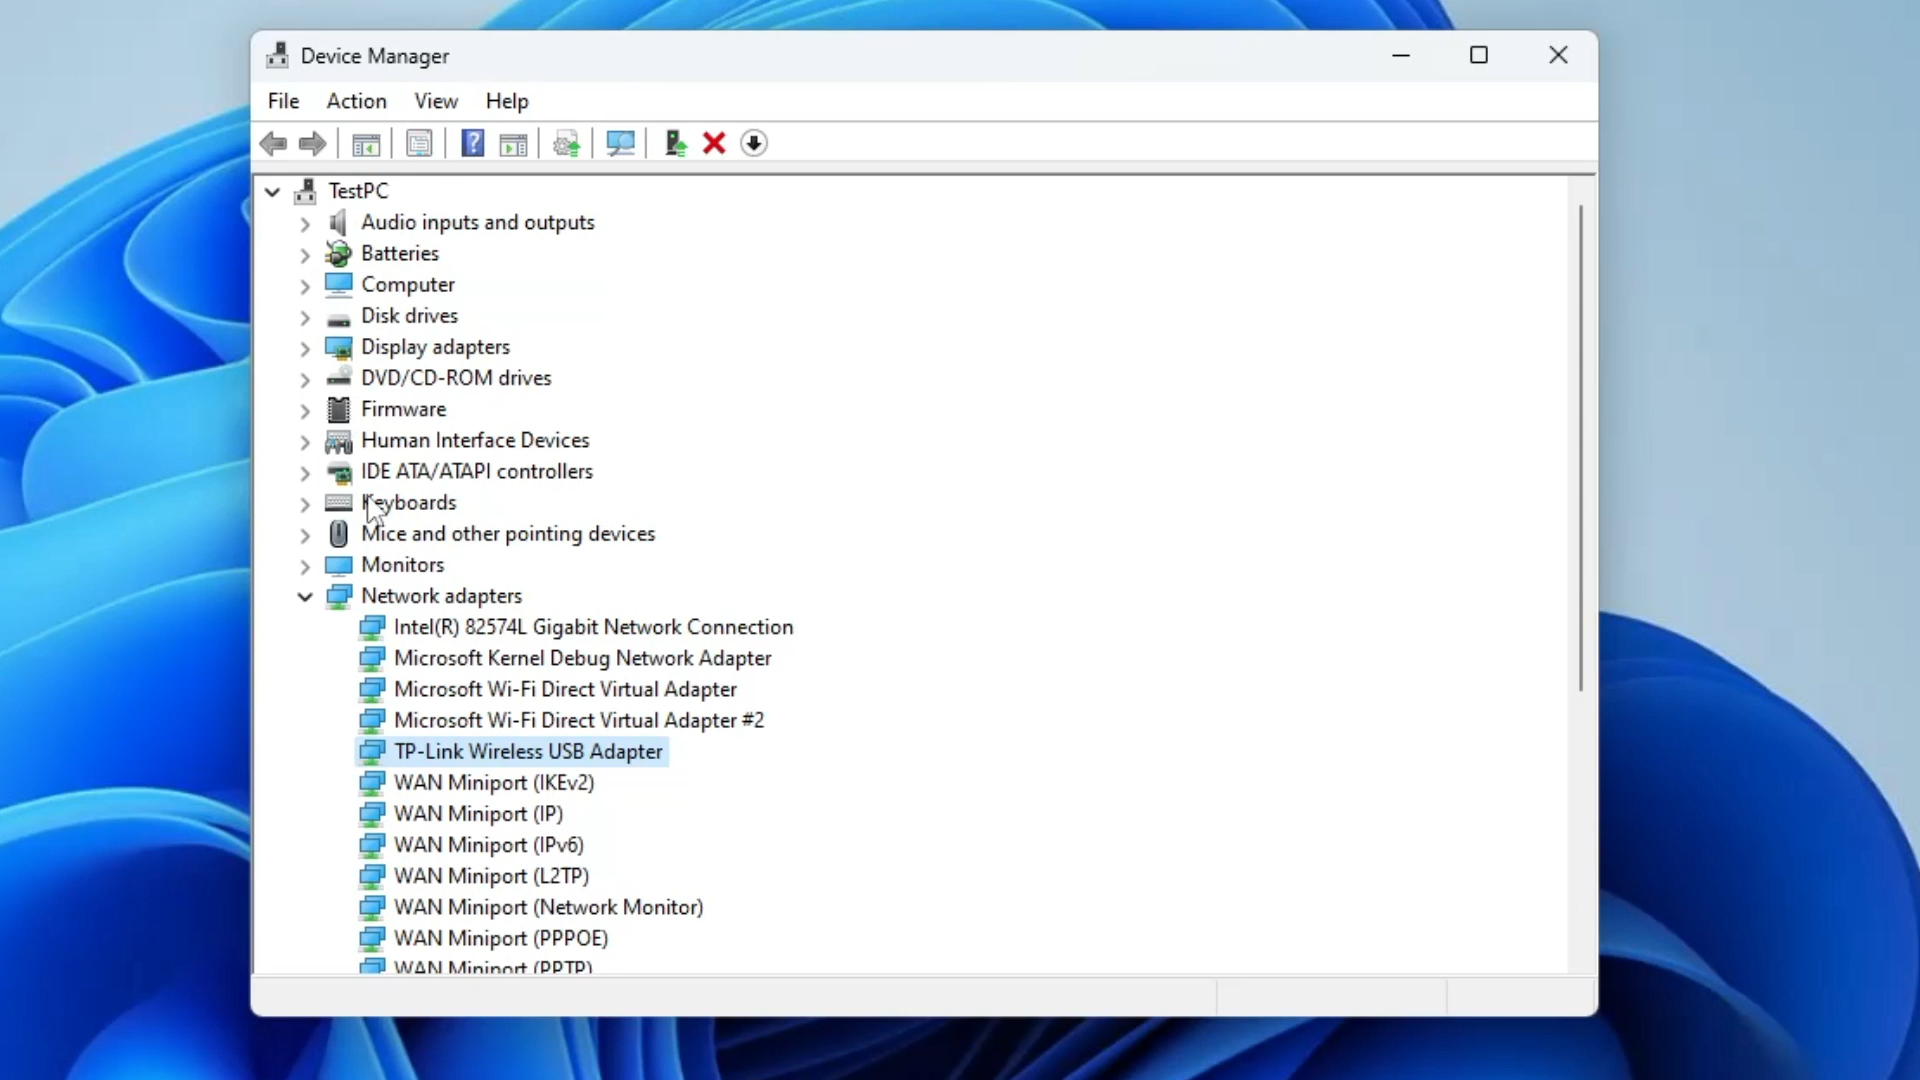 Device Manager
File Action View Help
?
TestPC
Audio inputs and outputs
Batteries
Computer
Disk drives
Display adapters
DVD/CD-ROM drives
Firmware
Human Interface Devices
IDE ATA/ATAPI controllers
Keyboards
Mice and other pointing devices
Monitors
Network adapters
Intel(R) 82574L Gigabit Network Connection
Microsoft Kernel Debug Network Adapter
Microsoft Wi-Fi Direct Virtual Adapter
Microsoft Wi-Fi Direct Virtual Adapter #2
TP-Link Wireless USB Adapter
WAN Miniport (IKEv2)
WAN Miniport (IP)
WAN Miniport (IPv6)
WAN Miniport (L2TP)
WAN Miniport (Network Monitor)
WAN Miniport (PPPOE)
WAN Miniport (PPTP)